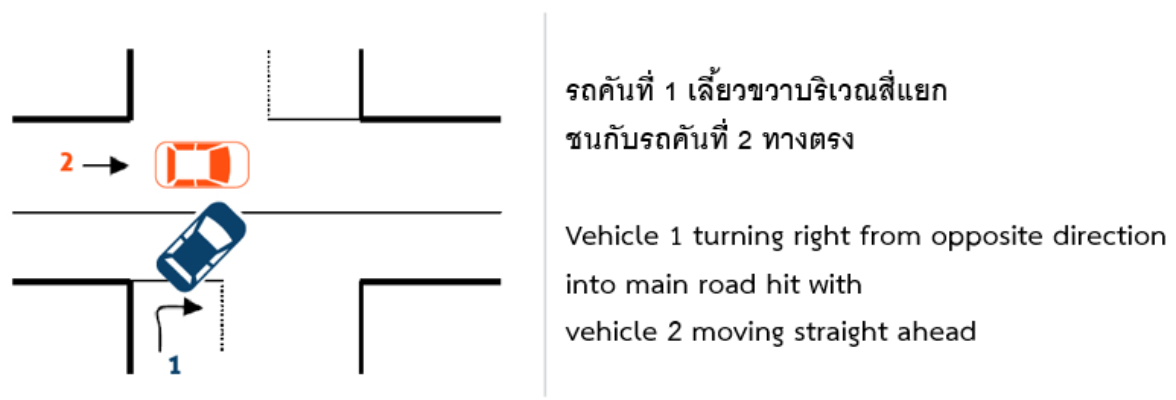 2
1
รถคันที่ 1 เลี้ยวขวาบริเวณสี่แยก
ชนกับรถคันที่ 2 ทางตรง
Vehicle 1 turning right from opposite direction
into main road hit with
vehicle 2 moving straight ahead